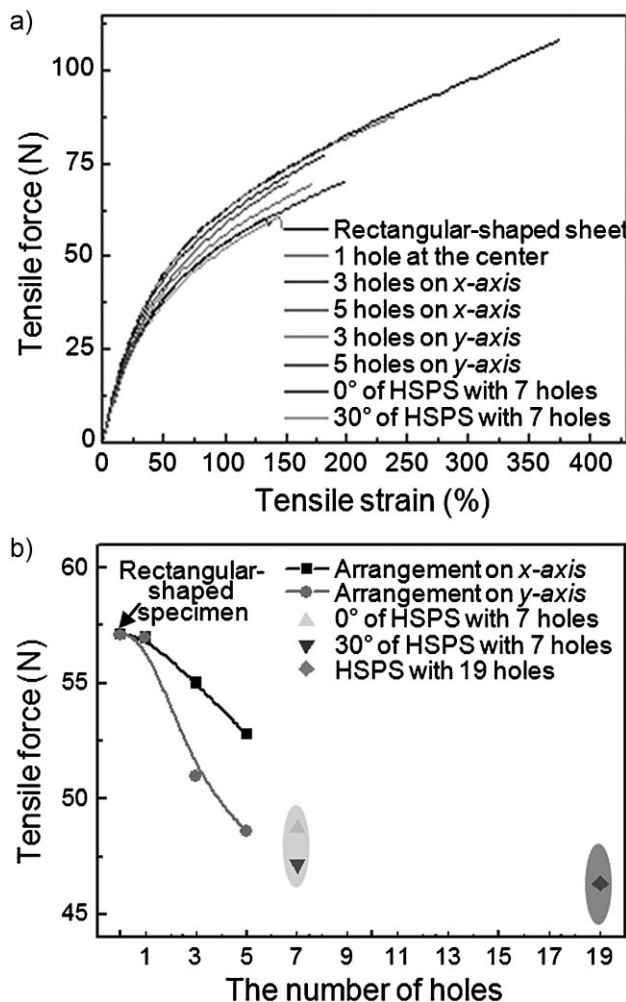 a)
100
75
50
25
0
Tensile force (N)
Rectangular-shaped sheet
1 hole at the center
3 holes on x-axis
5 holes on x-axis
3 holes on y-axis
5 holes on y-axis
0° of HSPS with 7 holes
30° of HSPS with 7 holes
0 50 100 150 200 250 300 350 400
Tensile strain (%)
b)
60
55
50
45
44
Tensile force (N)
Rectangular-
shaped
specimen
Arrangement on x-axis
Arrangement on y-axis
0° of HSPS with 7 holes
30° of HSPS with 7 holes
HSPS with 19 holes
1 3 5 7 9 11 13 15 17 19
The number of holes